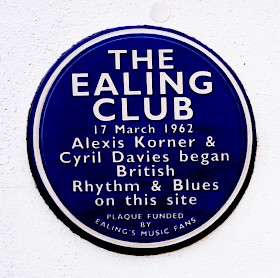 THE
EALING
CLUB
17 March 1962
Alexis Korner &
Cyril Davies began
British
Rhythm & Blues
on this site
PLAQUE FUNDED
BY
EALING'S MUSIC FANS